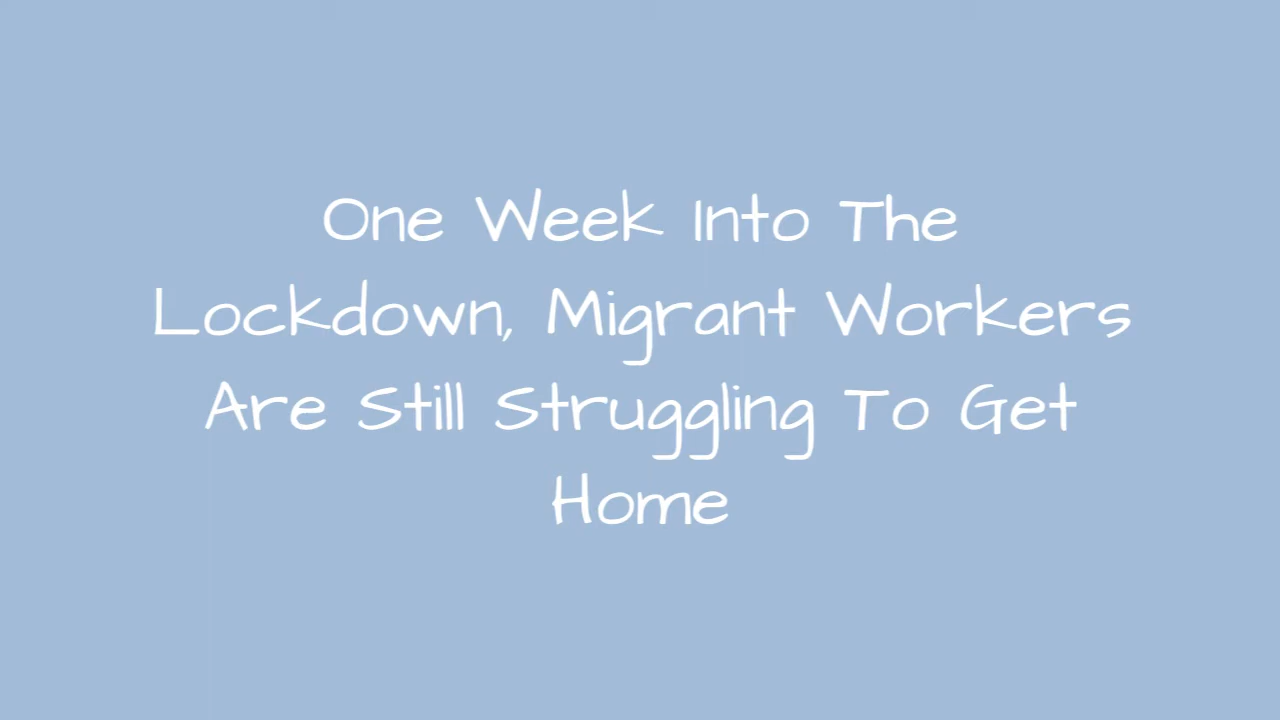 One Week Into The
Lockdown, Migrant Workers
Are Still Struggling To Get
Home